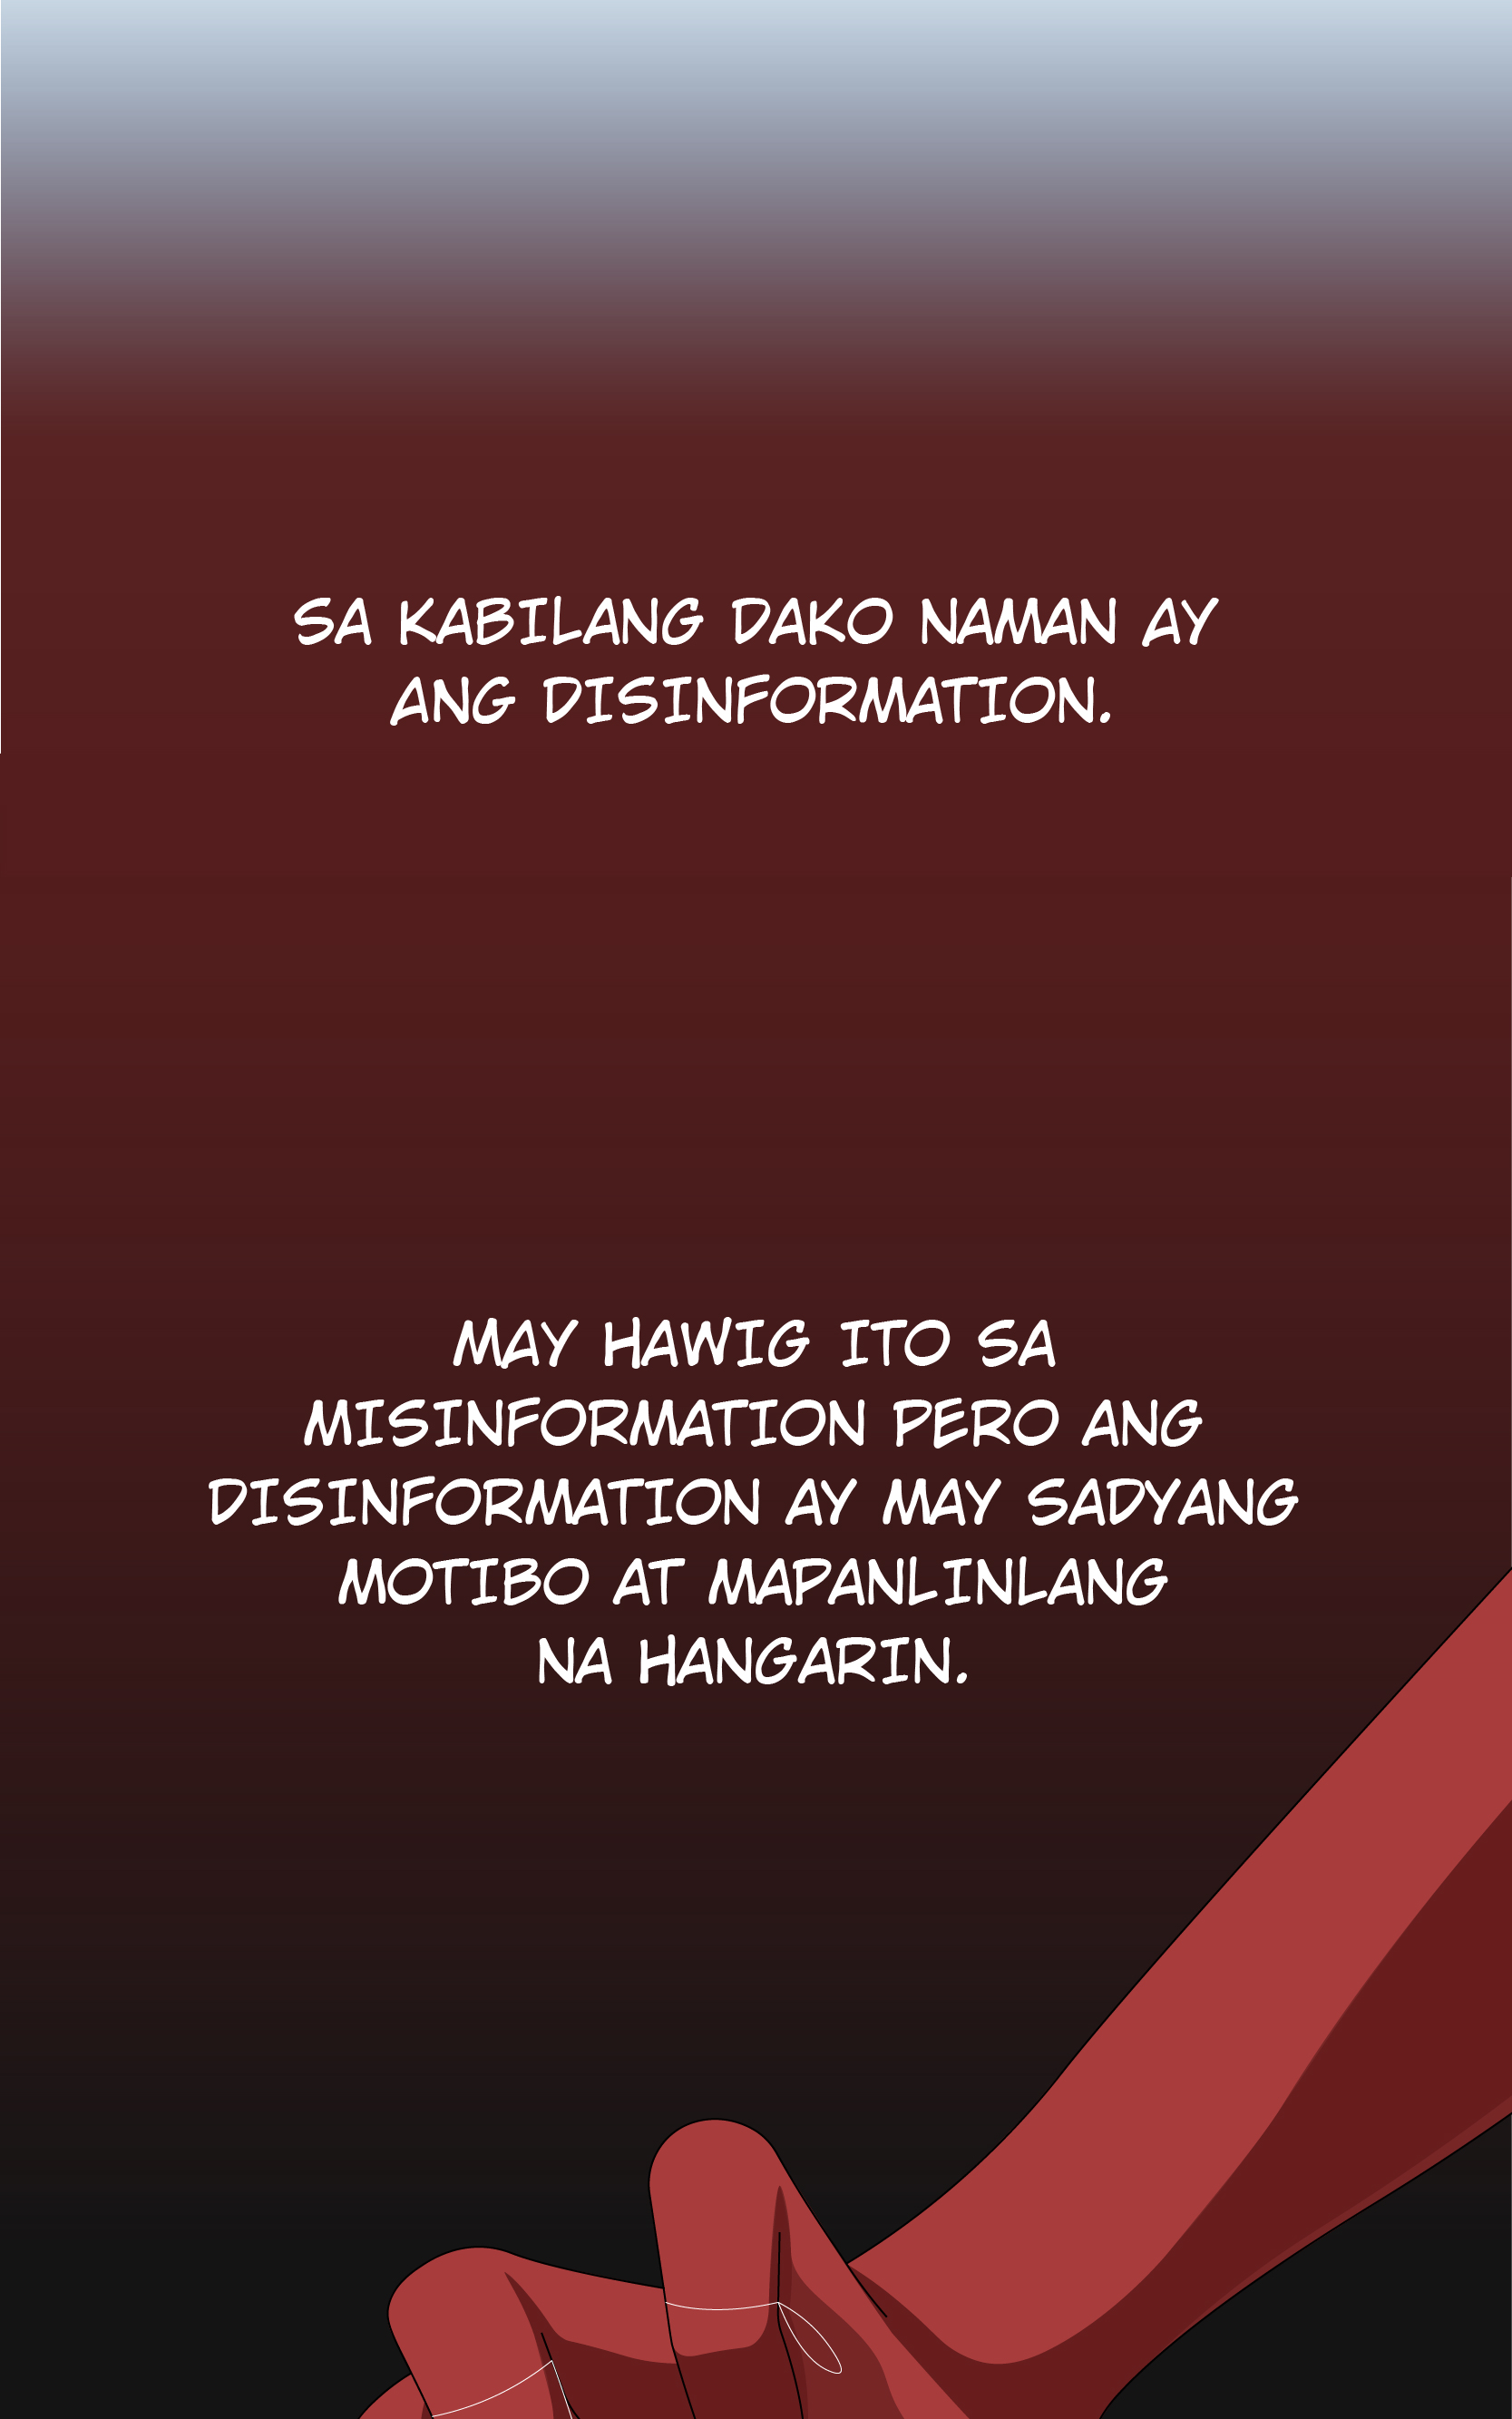 SA KABILANG DAKO NAMAN AY
ANG DISINFORMATION.
MAY HAWIG ITO SA
MISINFORMATION PERO ANG
DISINFORMATION AY MAY SADYANG
MOTIBO AT MAPANLINLANG
NA HANGARIN.